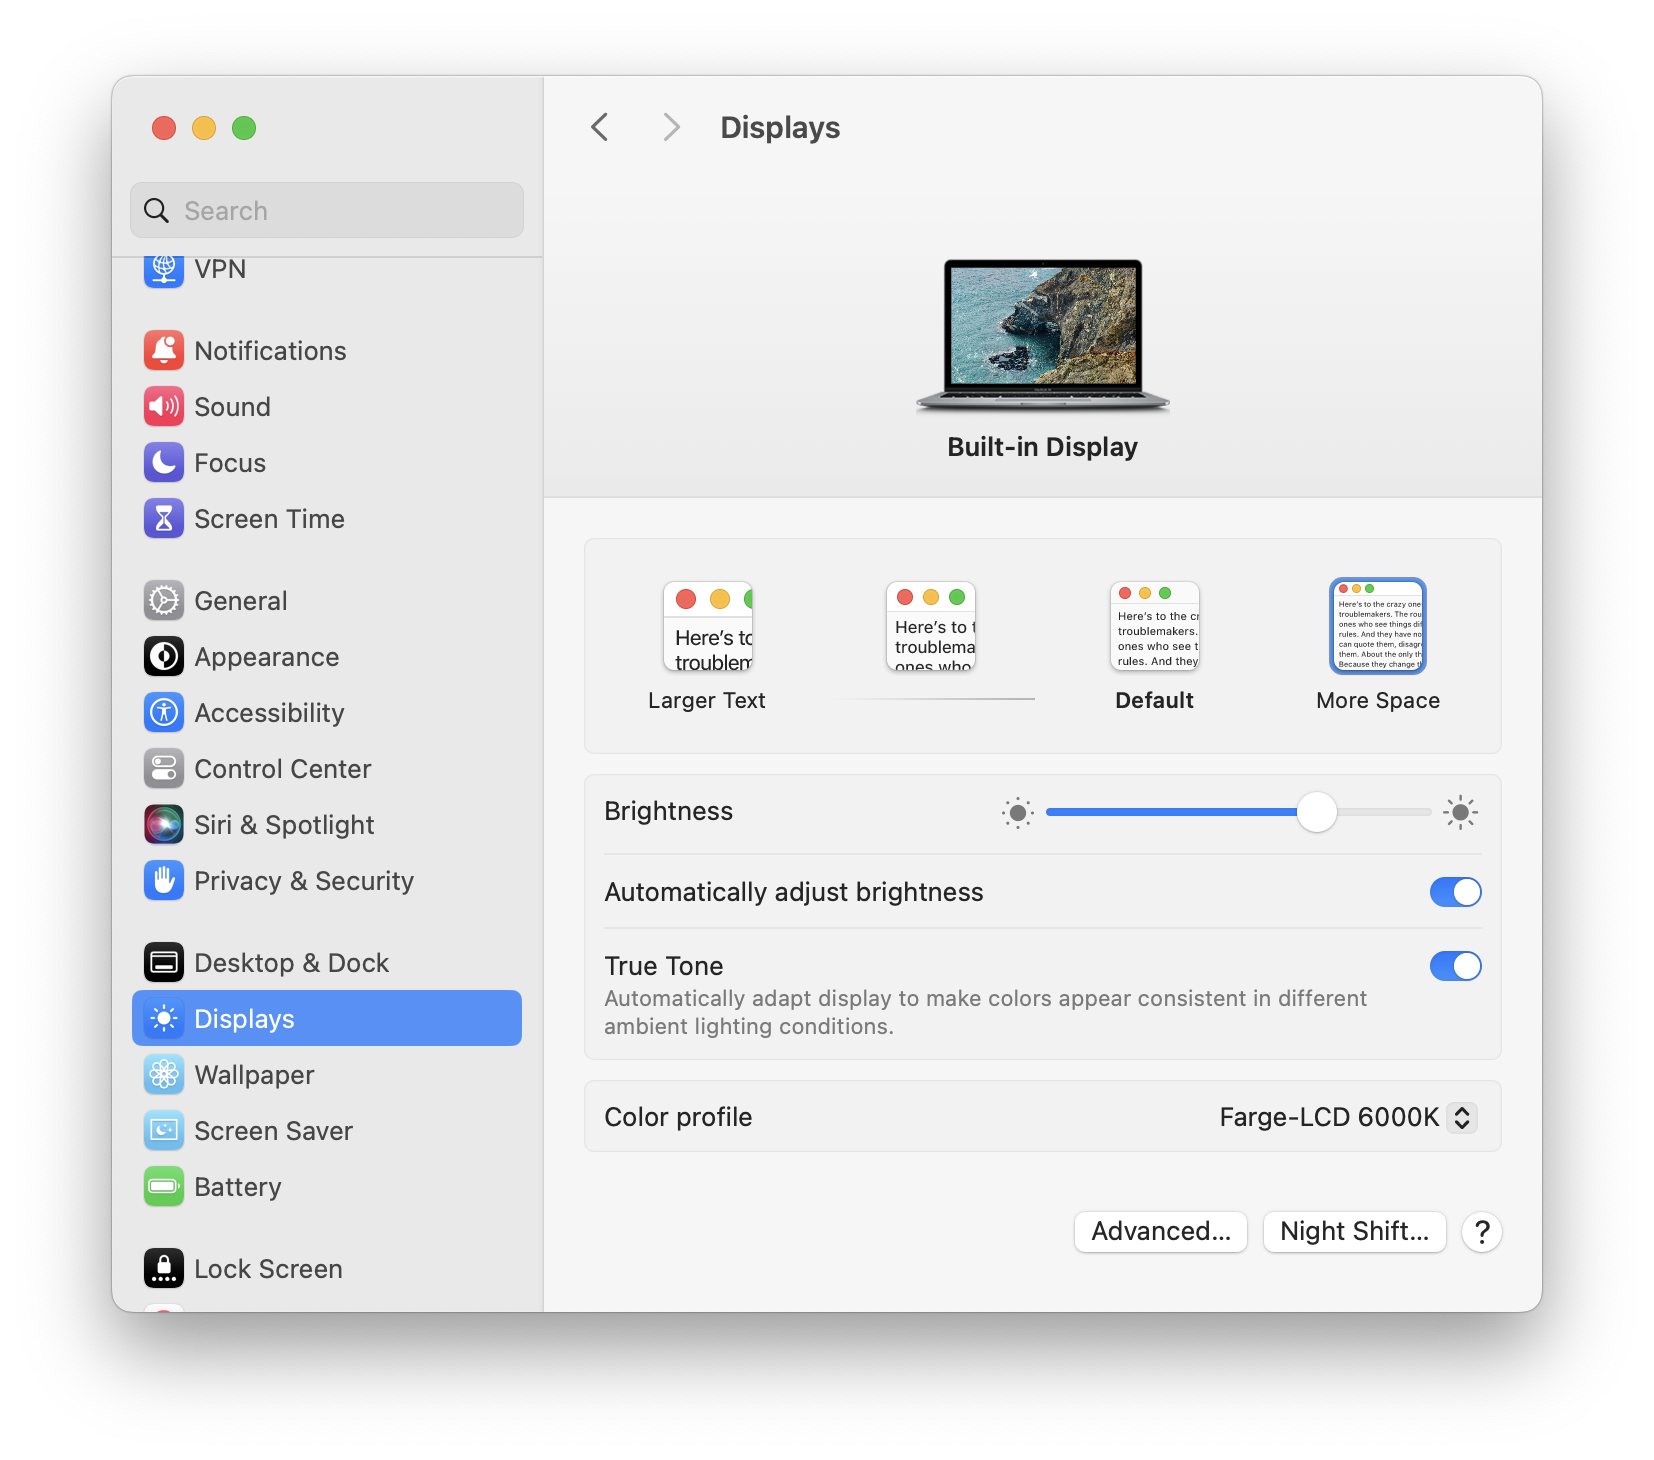 Displays
Search
VPN
Notifications
Sound
Focus
Screen Time
General
Appearance
Accessibility
Control Center
Siri & Spotlight
Privacy & Security
Desktop & Dock
Displays
Wallpaper
Screen Saver
Battery
Lock Screen
Built-in Display
Here's to
troublem
Larger Text
Here's to t
troublema
ones who
Here's to the cr
troublemakers.
ones who see t
rules. And they
Default
Here's to the crazy one
troublemakers. The rou
ones who see things dif
rules. And they have no
can quote them, disagre
them. About the only th
Because they change t
More Space
Brightness
Automatically adjust brightness
True Tone
Automatically adapt display to make colors appear consistent in different
ambient lighting conditions.
Color profile
Farge-LCD 6000K
Advanced...
Night Shift...
?